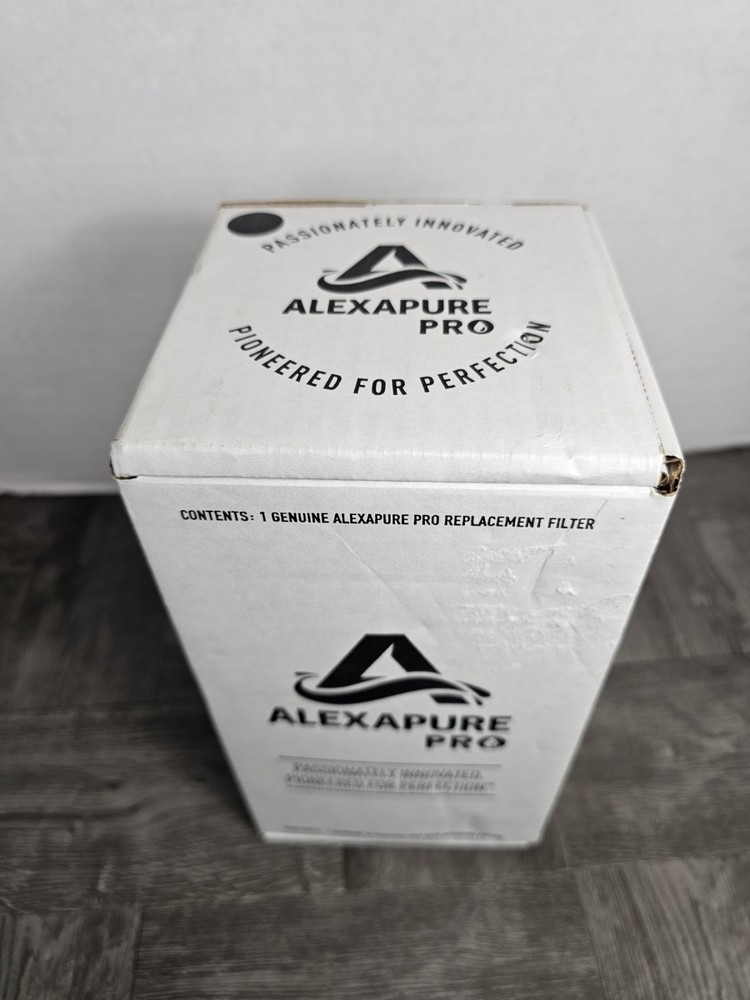 PASSIONATELY INNOVATED
ALEXAPURE
PRO
PIONEERED FOR PERFECTION
CONTENTS: 1 GENUINE ALEXAPURE PRO REPLACEMENT FILTER
ALEXAPURE
PRO
PASSIONATELY INNOVATED.
PIONEERED FOR PERFECTION